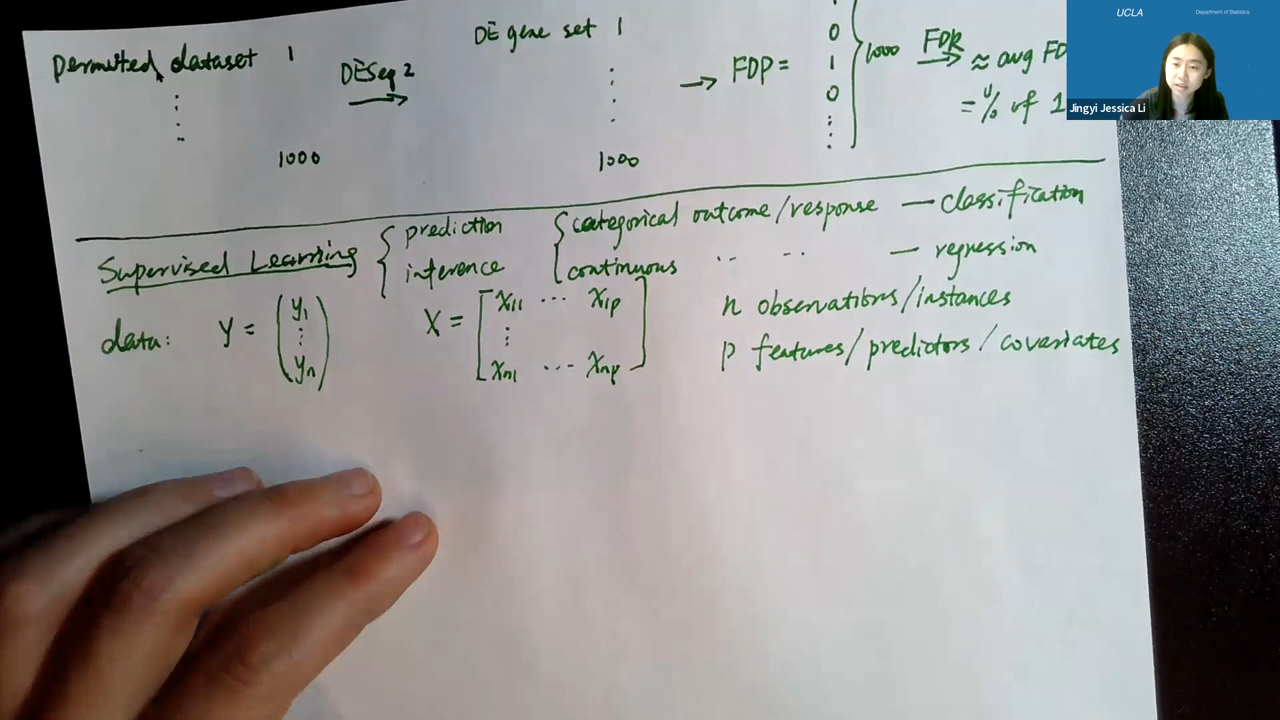 UCLA
Department of Statistics
Jingyi Jessica Li
permuted dataset 1
DESeq2
DE gene set 1
→ FDP =
0
1
0
1000
FDR
≈ avg FD
= % of 1
1000
1000
Supervised Learning { prediction
inference
{ categorical outcome/response — classification
continuous " " — regression
data: Y = (y1 ⋮ yn)
X = [x11 ... x1p
⋮
xn1 ... xnp]
n observations/instances
p features/predictors/covariates